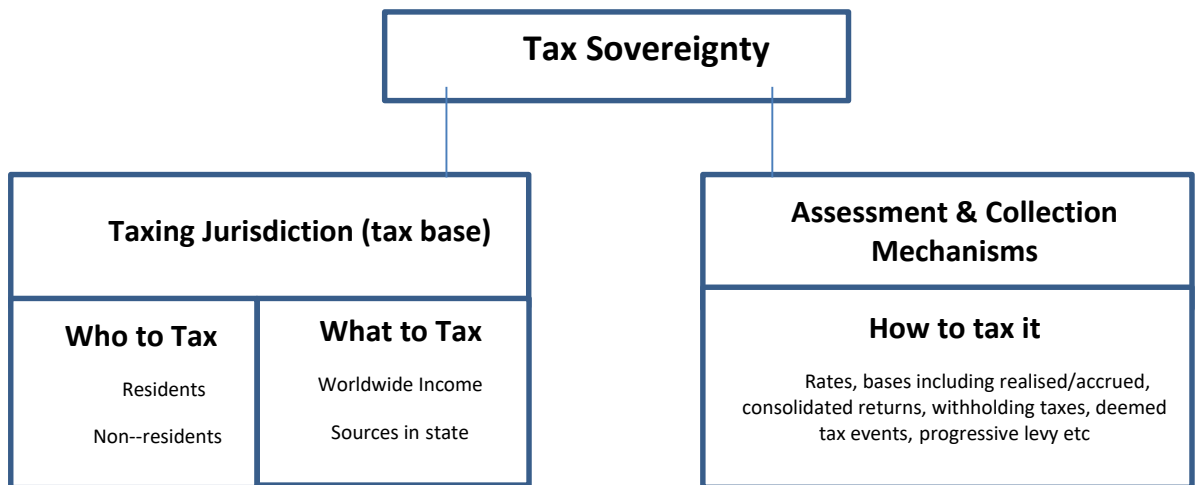 Tax Sovereignty
Taxing Jurisdiction (tax base)
Who to Tax
Residents
Non--residents
What to Tax
Worldwide Income
Sources in state
Assessment & Collection
Mechanisms
How to tax it
Rates, bases including realised/accrued,
consolidated returns, withholding taxes, deemed
tax events, progressive levy etc